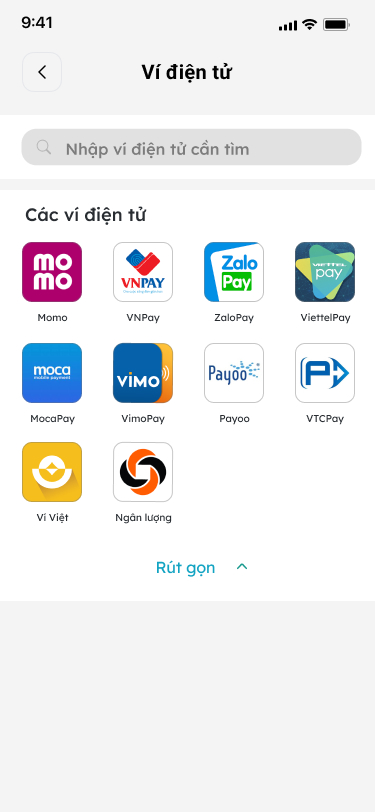 9:41
Ví điện tử
Nhập ví điện tử cần tìm
Các ví điện tử
mo
mo
VNPAY
Zalo
Pay
VIETTEL
pay
Momo
VNPay
ZaloPay
ViettelPay
moca
mobile payment
VIMO
Payoo
MocaPay
VimoPay
Payoo
VTCPay
Ví Việt
Ngân lượng
Rút gọn